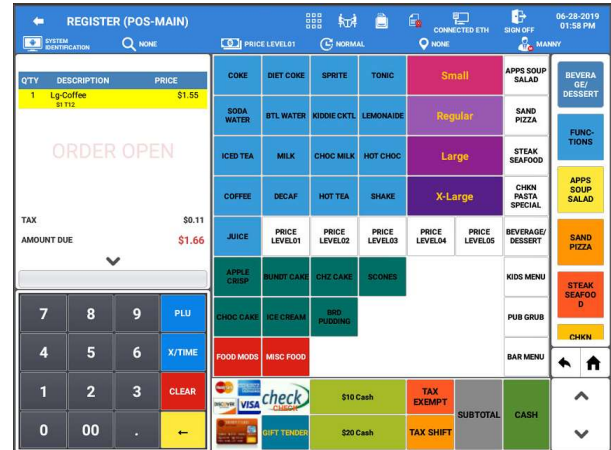 REGISTER (POS-MAIN)
CONNECTED ETH
SIGN OFF
06-28-2019
01:58 PM
SYSTEM
IDENTIFICATION
NONE
PRICE LEVEL01
NORMAL
NONE
MANNY
Q'TY DESCRIPTION PRICE
1 Lg-Coffee $1.55
S1 T12
ORDER OPEN
TAX $0.11
AMOUNT DUE $1.66
7 8 9 PLU
4 5 6 X/TIME
1 2 3 CLEAR
0 00 . ←
COKE
DIET COKE
SPRITE
TONIC
Small
APPS SOUP
SALAD
SODA
WATER
BTL WATER
KIDDIE CKTL
LEMONAIDE
Regular
SAND
PIZZA
ICED TEA
MILK
CHOC MILK
HOT CHOC
Large
STEAK
SEAFOOD
COFFEE
DECAF
HOT TEA
SHAKE
X-Large
CHKN
PASTA
SPECIAL
JUICE
PRICE
LEVEL01
PRICE
LEVEL02
PRICE
LEVEL03
PRICE
LEVEL04
PRICE
LEVEL05
BEVERAGE/
DESSERT
APPLE
CRISP
BUNDT CAKE
CHZ CAKE
SCONES
KIDS MENU
CHOC CAKE
ICE CREAM
BRD
PUDDING
PUB GRUB
FOOD MODS
MISC FOOD
BAR MENU
DISCOVER
VISA
check
CHECK
$10 Cash
TAX
EXEMPT
SUBTOTAL
CASH
GIFT TENDER
$20 Cash
TAX SHIFT
BEVERA
GE/
DESSERT
FUNC-
TIONS
APPS
SOUP
SALAD
SAND
PIZZA
STEAK
SEAFOO
D
CHKN